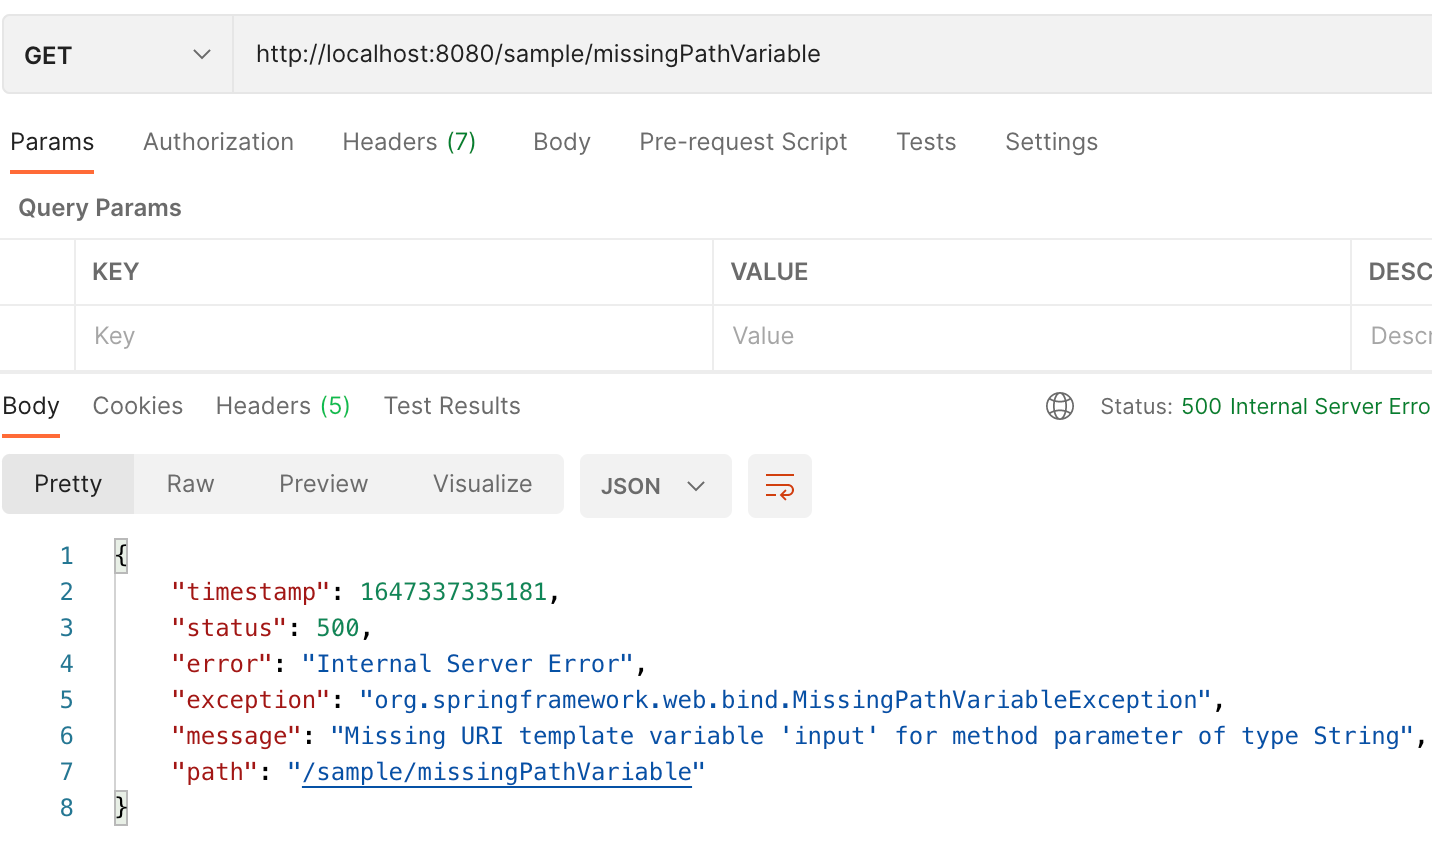 GET http://localhost:8080/sample/missingPathVariable
Params Authorization Headers (7) Body Pre-request Script Tests Settings
Query Params
KEY VALUE DESC
Key Value Descr
Body Cookies Headers (5) Test Results Status: 500 Internal Server Erro
Pretty Raw Preview Visualize JSON
1 {
2 "timestamp": 1647337335181,
3 "status": 500,
4 "error": "Internal Server Error",
5 "exception": "org.springframework.web.bind.MissingPathVariableException",
6 "message": "Missing URI template variable 'input' for method parameter of type String",
7 "path": "/sample/missingPathVariable"
8 }